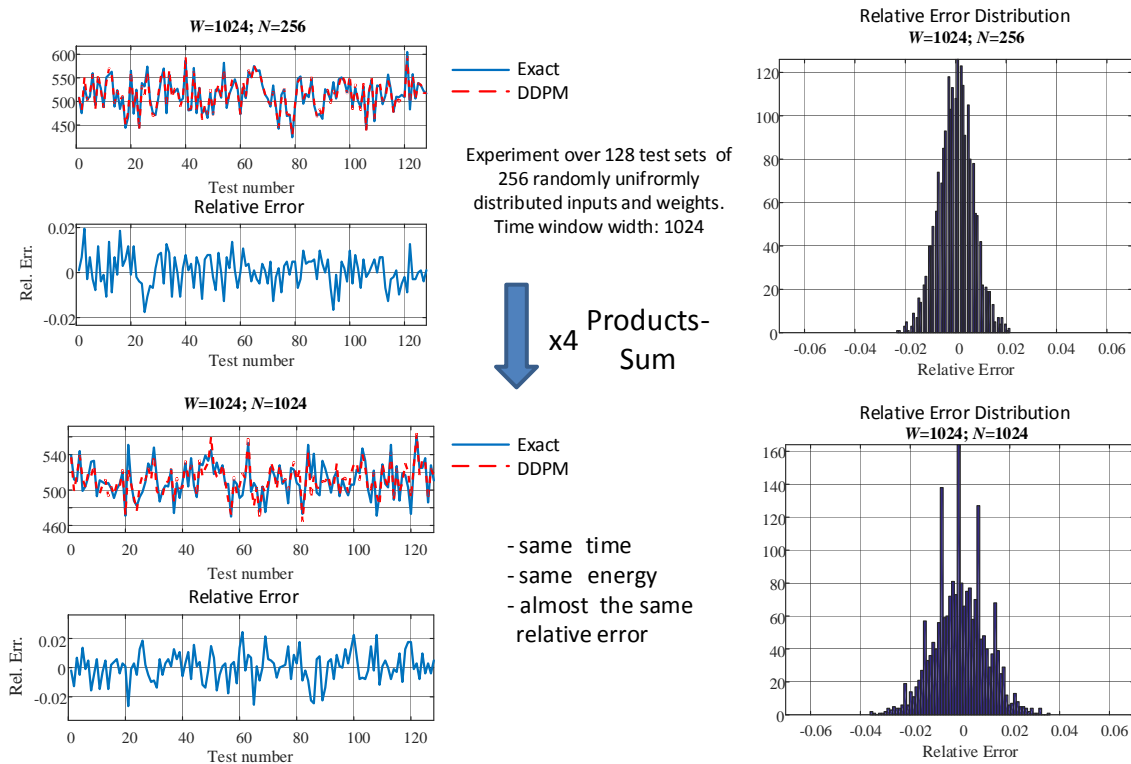 W=1024; N=256
600
550
500
450
0
20
40
60
80
100
120
Test number
Relative Error
Rel. Err.
0.02
0
-0.02
0
20
40
60
80
100
120
Test number
Exact
DDPM
Experiment over 128 test sets of
256 randomly unifrormly
distributed inputs and weights.
Time window width: 1024
x4 Products-
Sum
Relative Error Distribution
W=1024; N=256
120
100
80
60
40
20
0
-0.06
-0.04
-0.02
0
0.02
0.04
0.06
Relative Error
W=1024; N=1024
540
500
460
0
20
40
60
80
100
120
Test number
Relative Error
Rel. Err.
0.02
0
-0.02
0
20
40
60
80
100
120
Test number
Exact
DDPM
- same time
- same energy
- almost the same
relative error
Relative Error Distribution
W=1024; N=1024
160
140
120
100
80
60
40
20
0
-0.06
-0.04
-0.02
0
0.02
0.04
0.06
Relative Error